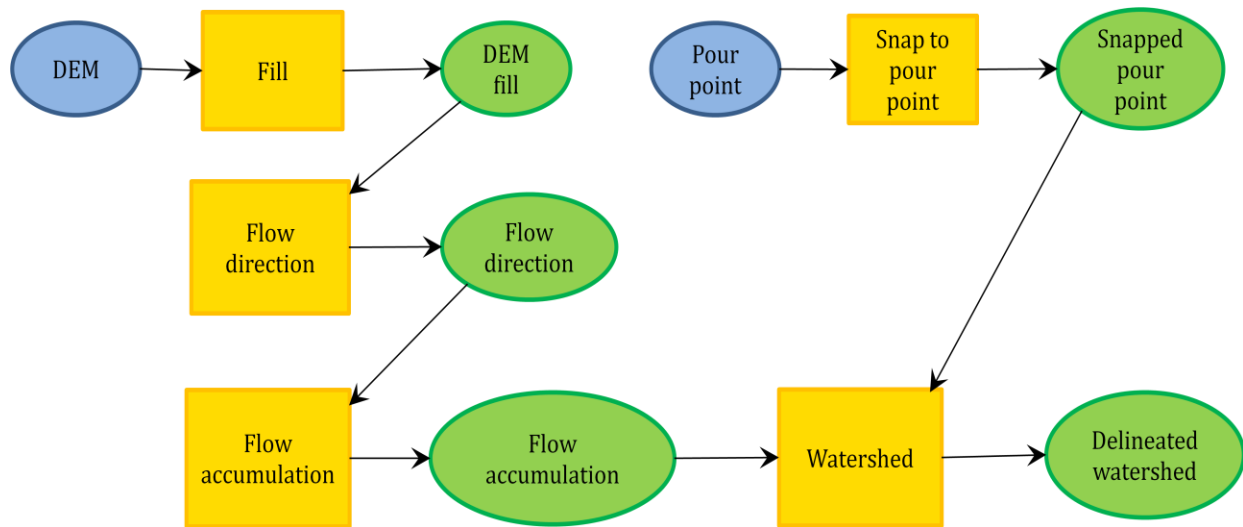 DEM
Fill
DEM
fill
Pour
point
Snap to
pour
point
Snapped
pour
point
Flow
direction
Flow
direction
Flow
accumulation
Flow
accumulation
Watershed
Delineated
watershed